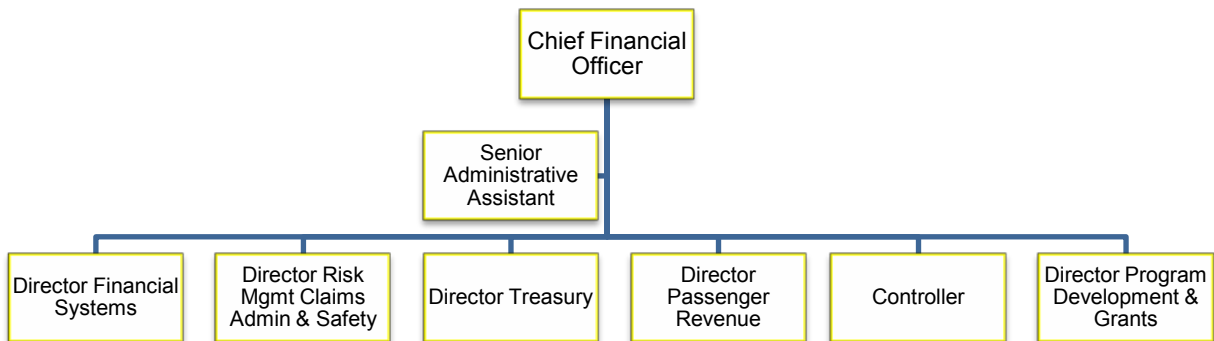 Chief Financial
Officer
Senior
Administrative
Assistant
Director Financial
Systems
Director Risk
Mgmt Claims
Admin & Safety
Director Treasury
Director
Passenger
Revenue
Controller
Director Program
Development &
Grants